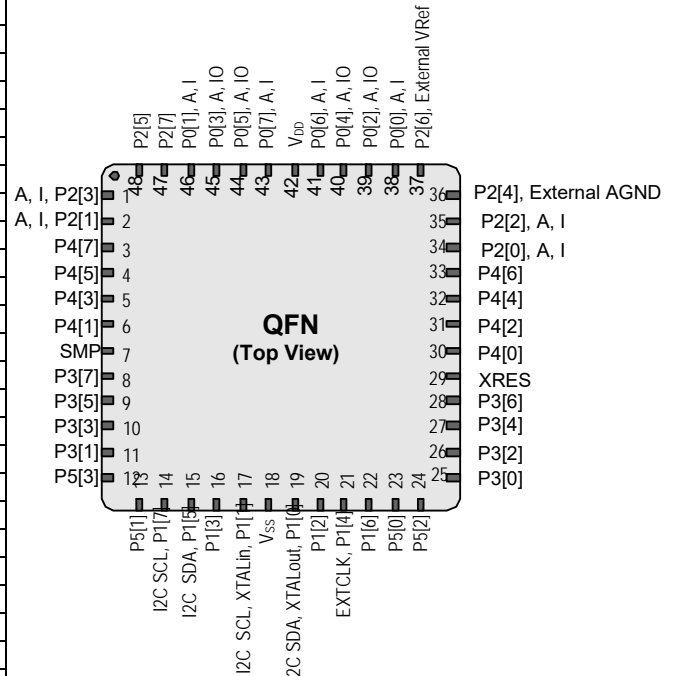 P2[5]
P2[7]
P0[1], A, I
P0[3], A, IO
P0[5], A, IO
P0[7], A, I
VDD
P0[6], A, I
P0[4], A, IO
P0[2], A, IO
P0[0], A, I
P2[6], External VRef
48
47
46
45
44
43
42
41
40
39
38
37
A, I, P2[3] 1
A, I, P2[1] 2
P4[7] 3
P4[5] 4
P4[3] 5
P4[1] 6
SMP 7
P3[7] 8
P3[5] 9
P3[3] 10
P3[1] 11
P5[3] 12
QFN
(Top View)
36 P2[4], External AGND
35 P2[2], A, I
34 P2[0], A, I
33 P4[6]
32 P4[4]
31 P4[2]
30 P4[0]
29 XRES
28 P3[6]
27 P3[4]
26 P3[2]
25 P3[0]
13
14
15
16
17
18
19
20
21
22
23
24
P5[1]
I2C SCL, P1[7]
I2C SDA, P1[5]
P1[3]
I2C SCL, XTALin, P1[1]
VSS
2C SDA, XTALout, P1[0]
P1[2]
EXTCLK, P1[4]
P1[6]
P5[0]
P5[2]